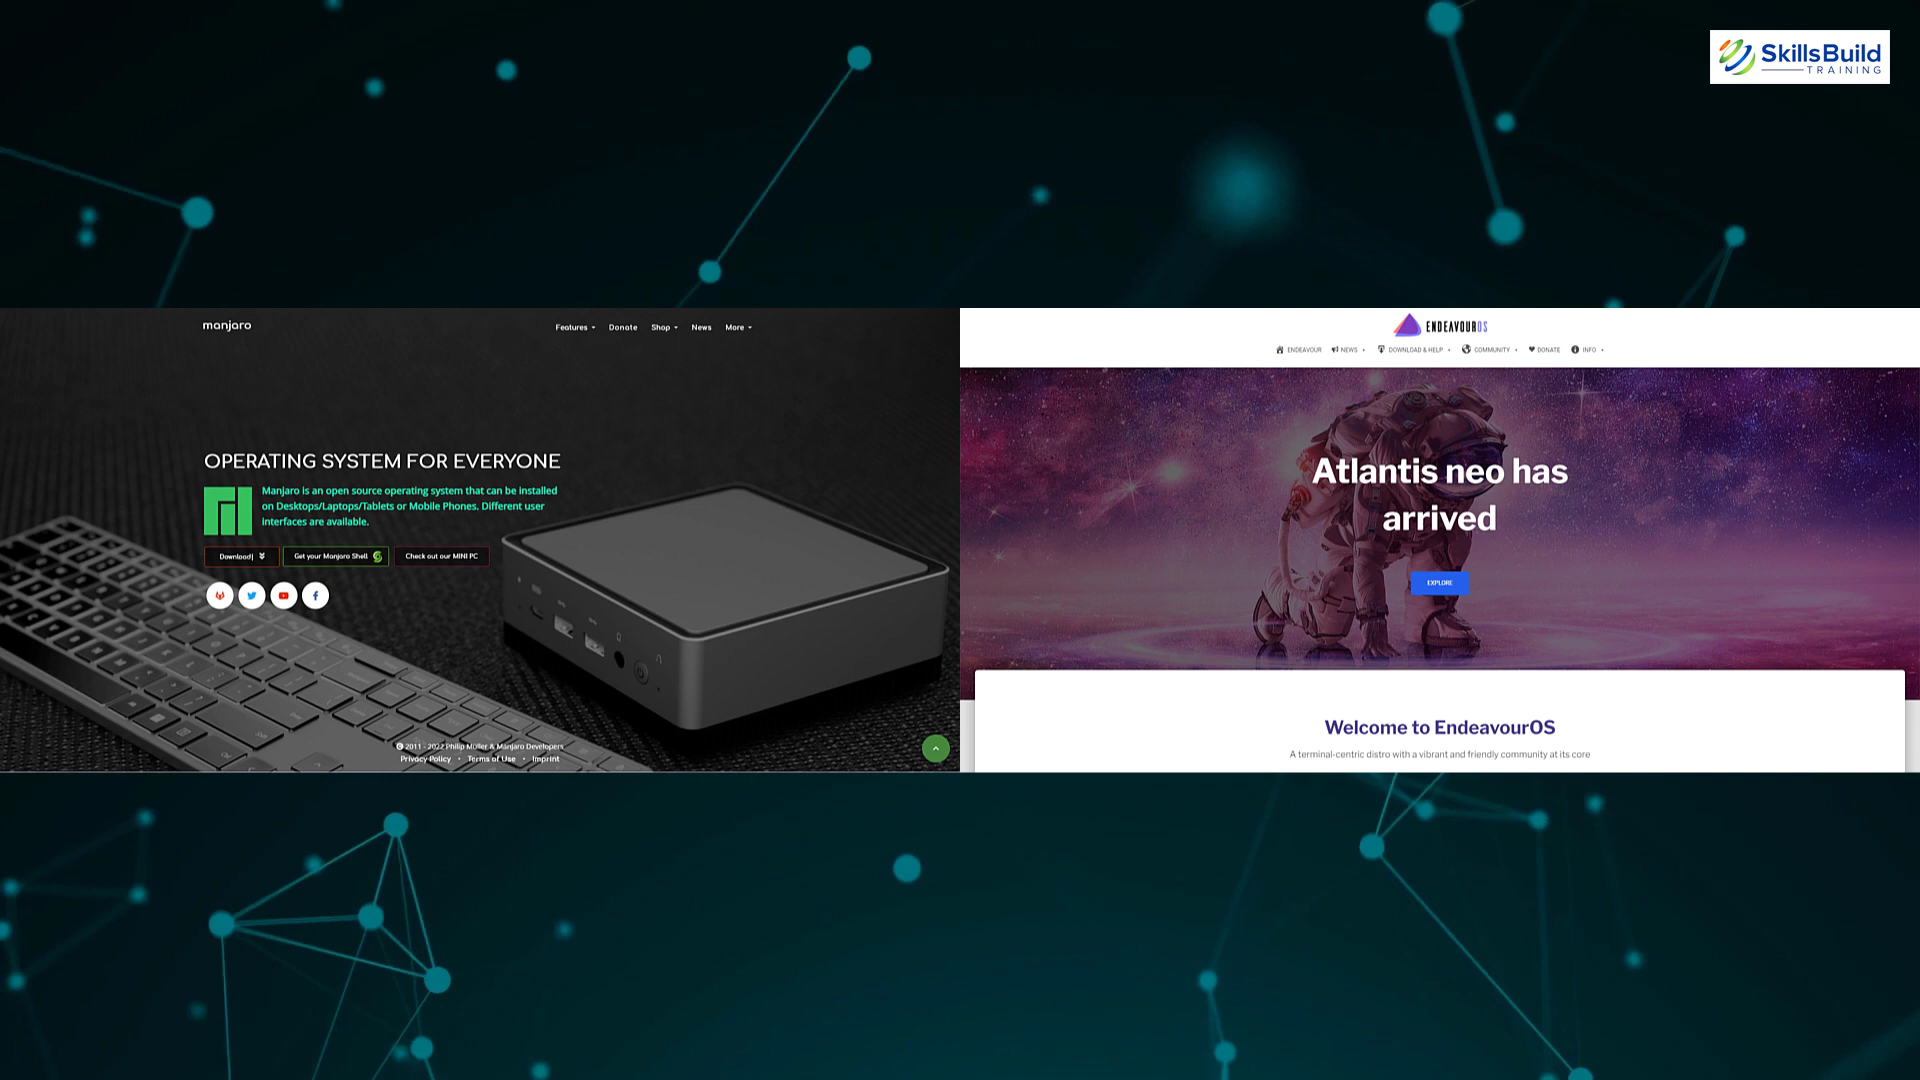 SkillsBuild
TRAINING
manjaro
Features
Donate
Shop
News
More
OPERATING SYSTEM FOR EVERYONE
Manjaro is an open source operating system that can be installed
on Desktops/Laptops/Tablets or Mobile Phones. Different user
interfaces are available.
Download|
Get your Manjaro Shell
Check out our MINI PC
2011 - 2022 Philip Müller & Manjaro Developers
Privacy Policy • Terms of Use • Imprint
ENDEAVOUROS
ENDEAVOUR
NEWS
DOWNLOAD & HELP
COMMUNITY
DONATE
INFO
Atlantis neo has
arrived
EXPLORE
Welcome to EndeavourOS
A terminal-centric distro with a vibrant and friendly community at its core